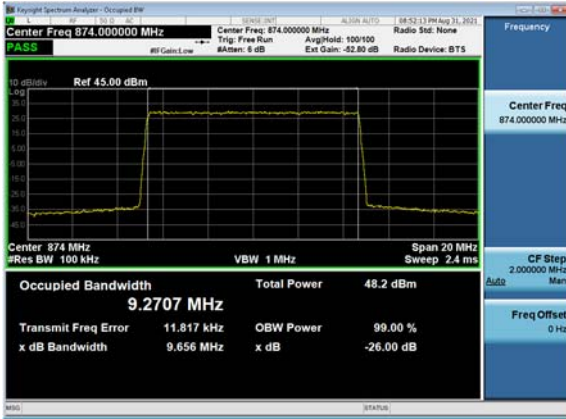 Keysight Spectrum Analyzer - Occupied BW
RF 50 Ω AC SENSE:INT ALIGN AUTO 08:52:13 PM Aug 31, 2021
Center Freq 874.000000 MHz Center Freq: 874.000000 MHz Radio Std: None Frequency
Trig: Free Run Avg|Hold: 100/100
PASS #IFGain:Low #Atten: 6 dB Ext Gain: -52.80 dB Radio Device: BTS
10 dB/div Ref 45.00 dBm
Log
35.0
25.0
15.0
5.00
-5.00
-15.0
-25.0
-35.0
-45.0
Center Freq
874.000000 MHz
Center 874 MHz Span 20 MHz
#Res BW 100 kHz VBW 1 MHz Sweep 2.4 ms
CF Step
2.000000 MHz
Auto Man
Occupied Bandwidth Total Power 48.2 dBm
9.2707 MHz
Transmit Freq Error 11.817 kHz OBW Power 99.00 %
x dB Bandwidth 9.656 MHz x dB -26.00 dB
Freq Offset
0 Hz
MSG STATUS